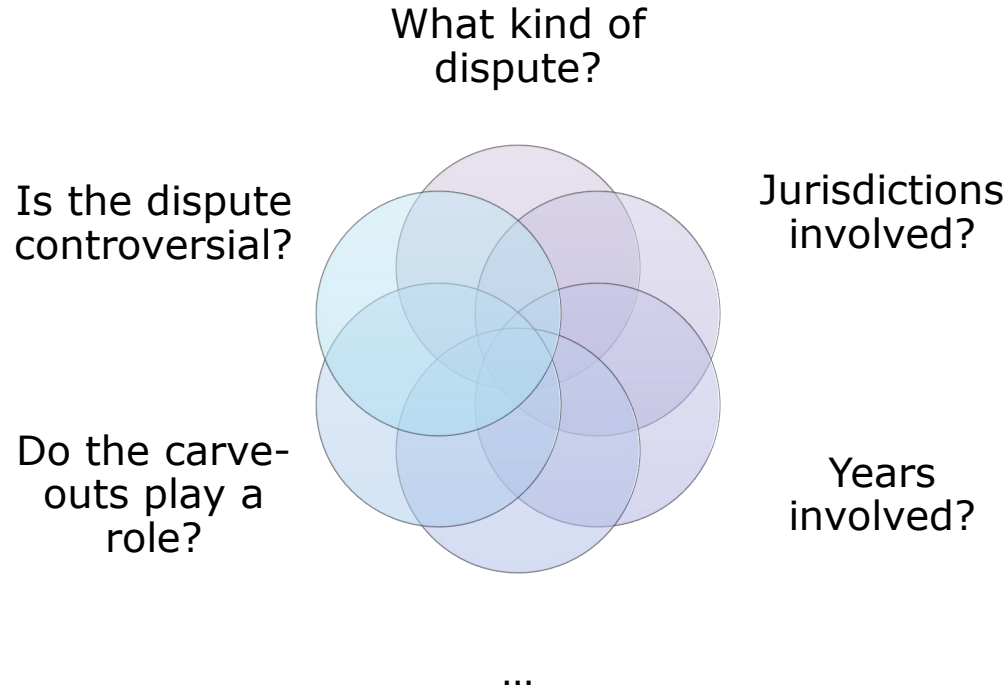 What kind of
dispute?
Jurisdictions
involved?
Years
involved?
...
Do the carve-
outs play a
role?
Is the dispute
controversial?